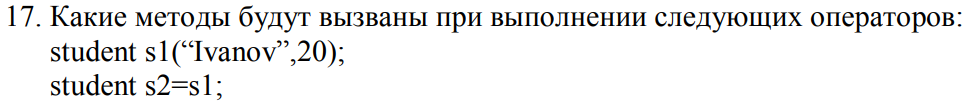 17. Какие методы будут вызваны при выполнении следующих операторов:
student s1(“Ivanov”,20);
student s2=s1;